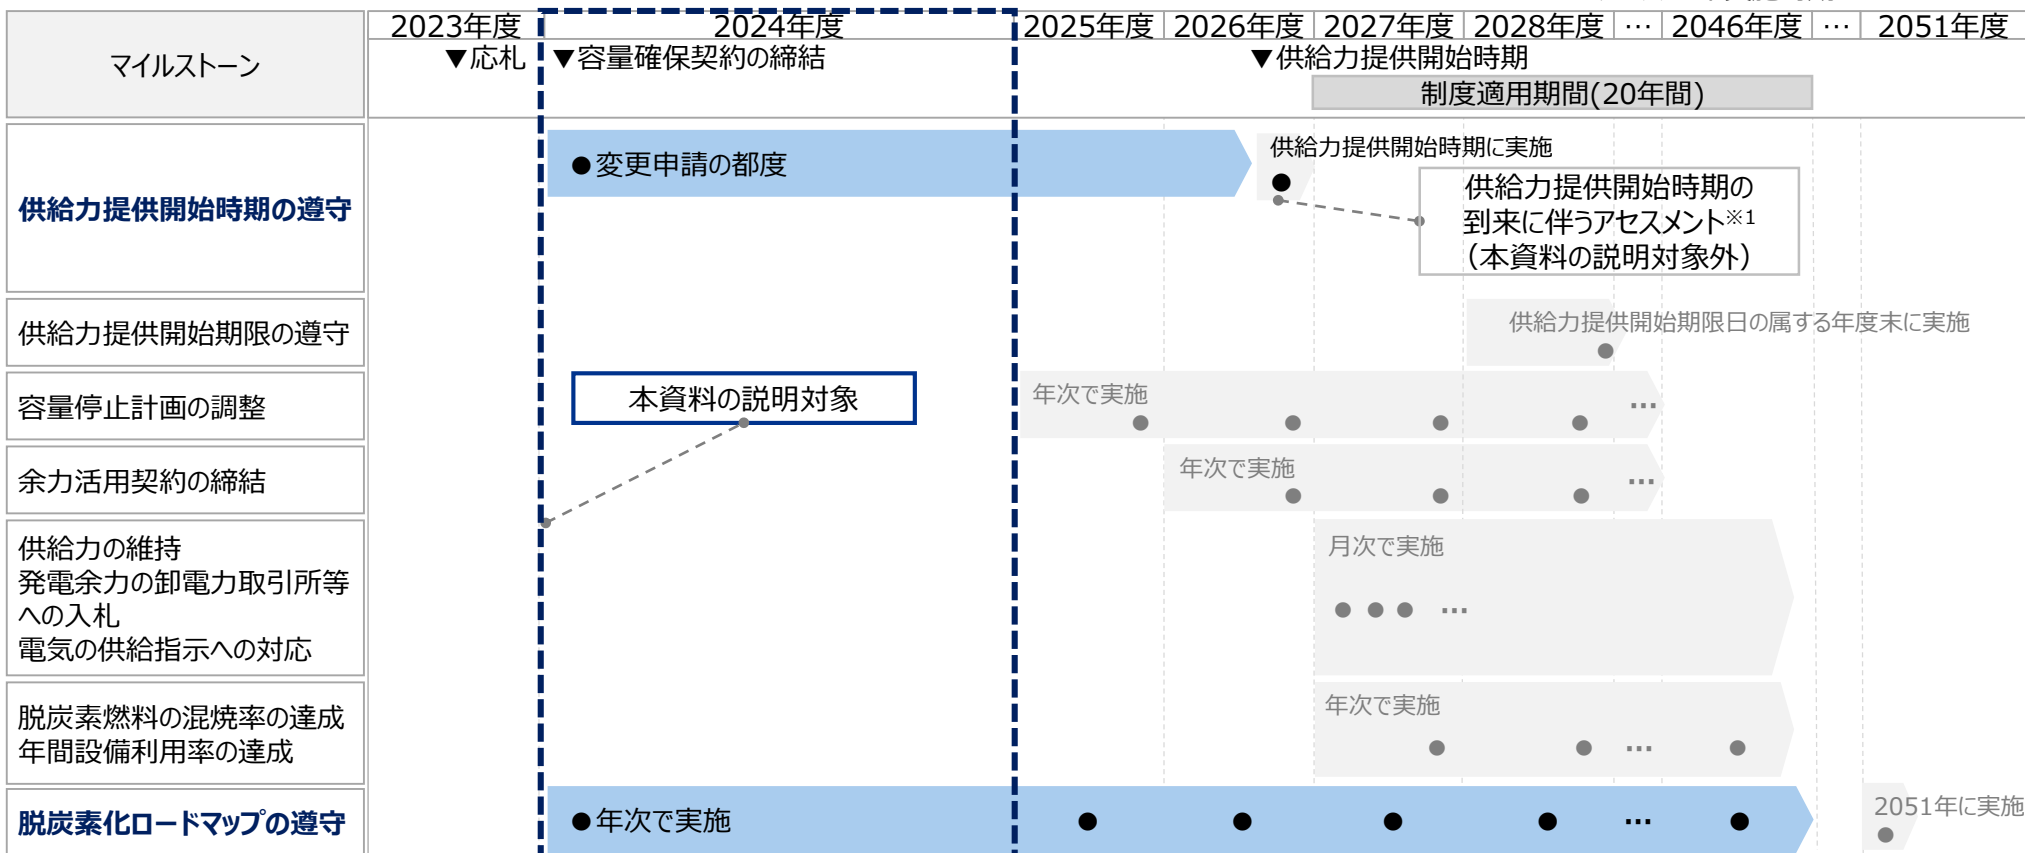 マイルストーン
2023年度
2024年度
2025年度
2026年度
2027年度
2028年度
…
2046年度
…
2051年度
▼応札
▼容量確保契約の締結
▼供給力提供開始時期
制度適用期間(20年間)
供給力提供開始時期の遵守
●変更申請の都度
供給力提供開始時期に実施
供給力提供開始時期の
到来に伴うアセスメント※1
（本資料の説明対象外）
供給力提供開始期限の遵守
供給力提供開始期限日の属する年度末に実施
容量停止計画の調整
本資料の説明対象
年次で実施
…
余力活用契約の締結
年次で実施
…
供給力の維持
発電余力の卸電力取引所等
への入札
電気の供給指示への対応
月次で実施
…
脱炭素燃料の混焼率の達成
年間設備利用率の達成
年次で実施
…
脱炭素化ロードマップの遵守
●年次で実施
…
2051年に実施